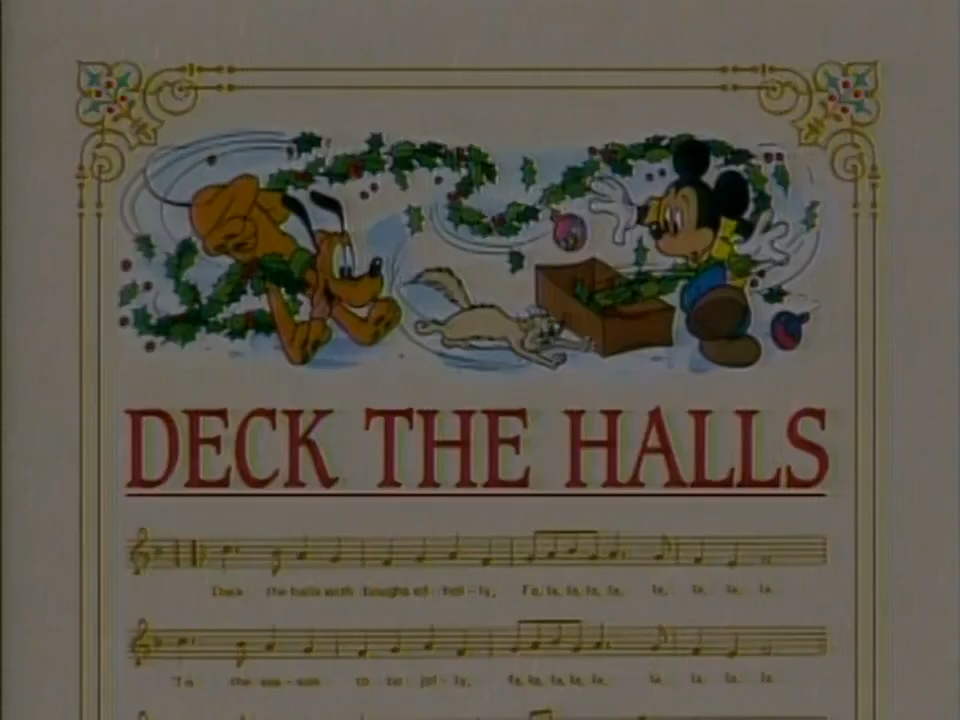 DECK THE HALLS
Deck the halls with boughs of hol-ly, Fa, la, la, la, la, la, la, la, la.
'Tis the sea-son to be jol-ly, fa, la, la, la, la, la, la, la, la.